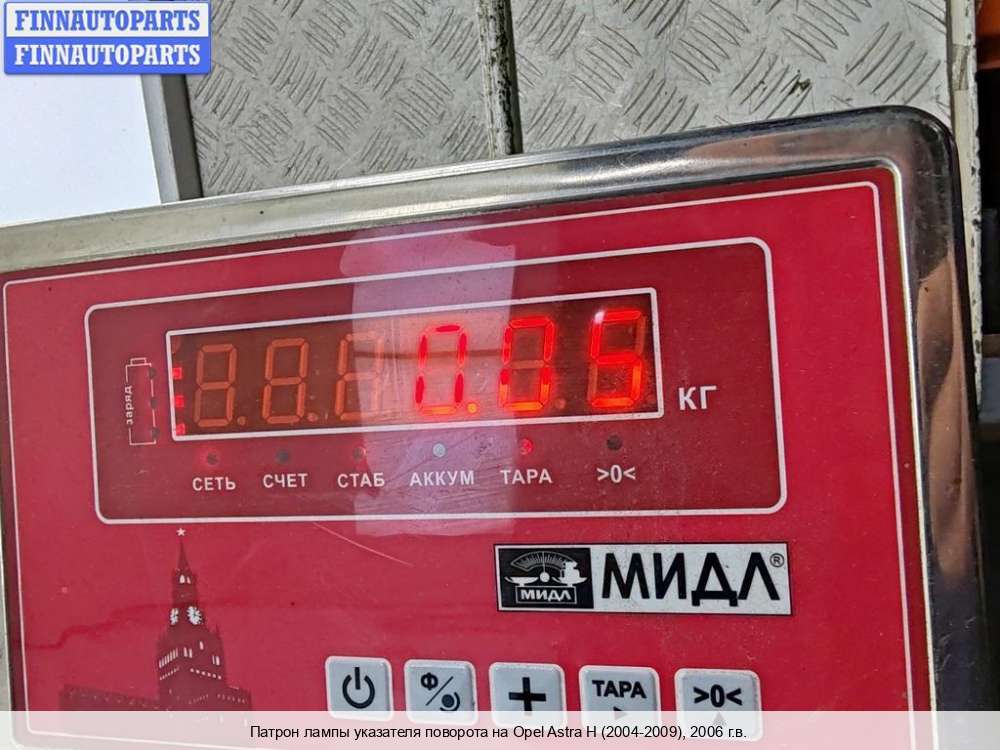 FINNAUTOPARTS
FINNAUTOPARTS
заряд
0.05
КГ
СЕТЬ СЧЕТ СТАБ АККУМ ТАРА >0<
МИДЛ МИДЛ®
Ф + ТАРА >0<
Патрон лампы указателя поворота на Opel Astra H (2004-2009), 2006 г.в.